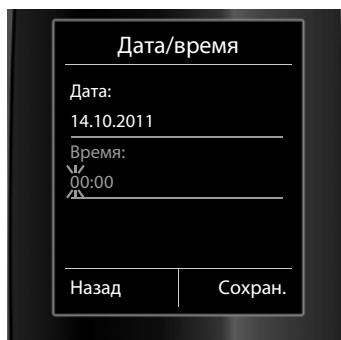 Дата/время
Дата:
14.10.2011
Время:
00:00
Назад
Сохран.